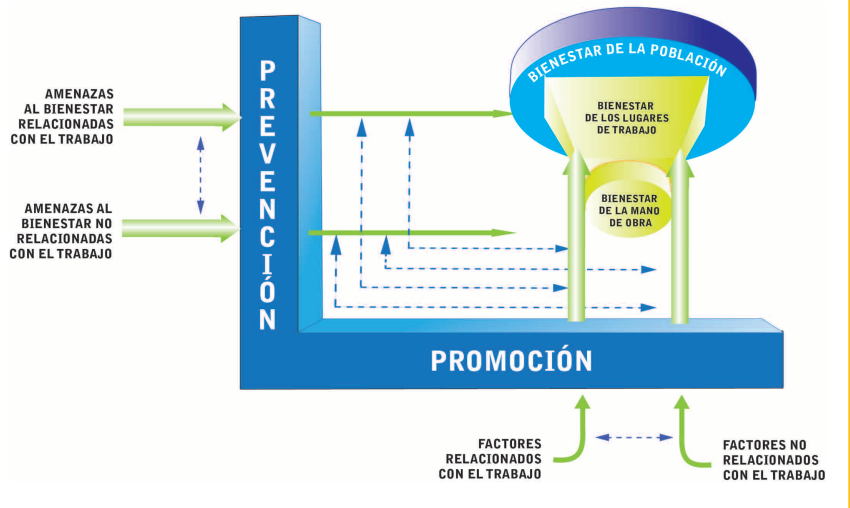 AMENAZAS
AL BIENESTAR
RELACIONADAS
CON EL TRABAJO
AMENAZAS AL
BIENESTAR NO
RELACIONADAS
CON EL TRABAJO
PREVENCIÓN
BIENESTAR DE LA POBLACIÓN
BIENESTAR
DE LOS LUGARES
DE TRABAJO
BIENESTAR
DE LA MANO
DE OBRA
PROMOCIÓN
FACTORES
RELACIONADOS
CON EL TRABAJO
FACTORES NO
RELACIONADOS
CON EL TRABAJO